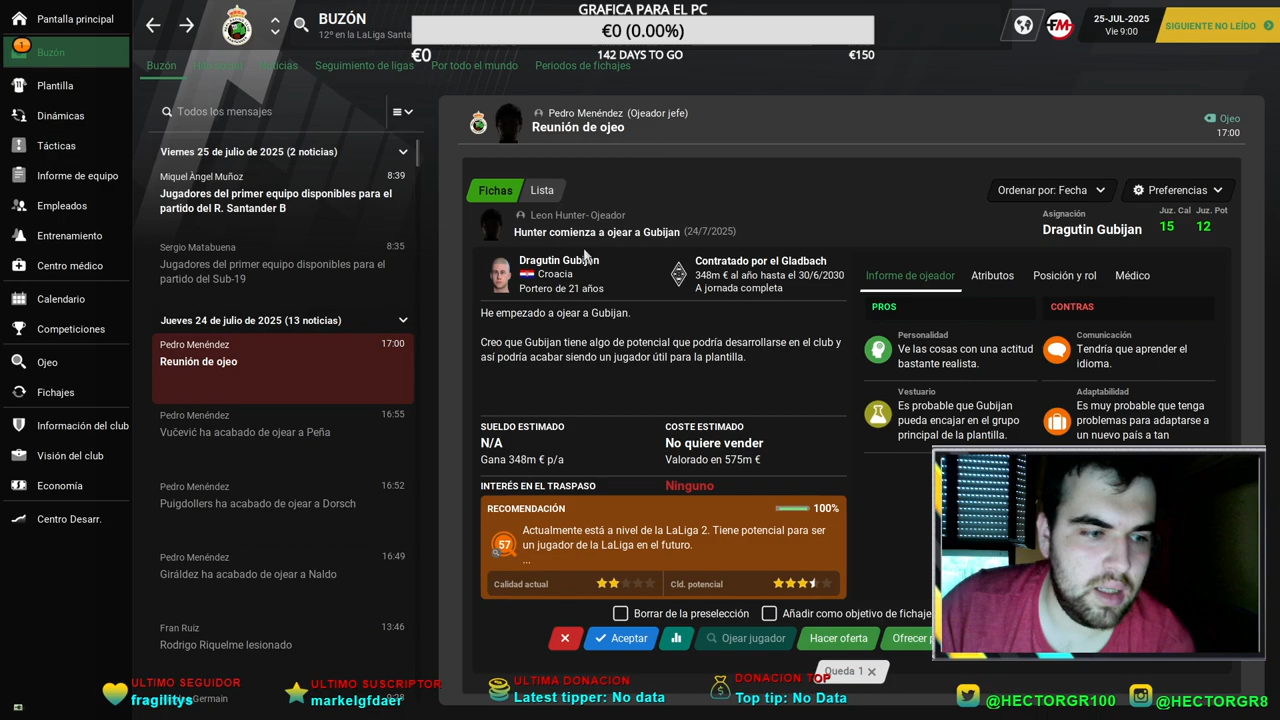 Pantalla principal
1
Buzón
Plantilla
Dinámicas
Tácticas
Informe de equipo
Empleados
Entrenamiento
Centro médico
Calendario
Competiciones
Ojeo
Fichajes
Información del club
Visión del club
Economía
Centro Desarr.
BUZÓN
12º en la LaLiga Santa
GRAFICA PARA EL PC
€0 (0.00%)
€0
142 DAYS TO GO
€150
FM
25-JUL-2025
Vie 9:00
SIGUIENTE NO LEÍDO
Buzón
Noticias
Seguimiento de ligas
Por todo el mundo
Periodos de fichajes
Todos los mensajes
Viernes 25 de julio de 2025 (2 noticias)
Miquel Àngel Muñoz
8:39
Jugadores del primer equipo disponibles para el
partido del R. Santander B
Sergio Matabuena
8:35
Jugadores del primer equipo disponibles para el
partido del Sub-19
Jueves 24 de julio de 2025 (13 noticias)
Pedro Menéndez
17:00
Reunión de ojeo
Pedro Menéndez
16:55
Vučević ha acabado de ojear a Peña
Pedro Menéndez
16:52
Puigdollers ha acabado de ojear a Dorsch
Pedro Menéndez
16:49
Giráldez ha acabado de ojear a Naldo
Fran Ruiz
13:46
Rodrigo Riquelme lesionado
Pedro Menéndez (Ojeador jefe)
Reunión de ojeo
Ojeo
17:00
Fichas
Lista
Ordenar por: Fecha
Preferencias
Leon Hunter- Ojeador
Hunter comienza a ojear a Gubijan (24/7/2025)
Asignación
Dragutin Gubijan
Juz. Cal
15
Juz. Pot
12
Dragutin Gubijan
Croacia
Portero de 21 años
Contratado por el Gladbach
348m € al año hasta el 30/6/2030
A jornada completa
He empezado a ojear a Gubijan.
Creo que Gubijan tiene algo de potencial que podría desarrollarse en el club y
así podría acabar siendo un jugador útil para la plantilla.
SUELDO ESTIMADO
N/A
Gana 348m € p/a
COSTE ESTIMADO
No quiere vender
Valorado en 575m €
INTERÉS EN EL TRASPASO
Ninguno
RECOMENDACIÓN
100%
57
Actualmente está a nivel de la LaLiga 2. Tiene potencial para ser
un jugador de la LaLiga en el futuro.
...
Calidad actual
Cld. potencial
Borrar de la preselección
Añadir como objetivo de fichaje
Aceptar
Ojear jugador
Hacer oferta
Ofrecer
Queda 1
Informe de ojeador
Atributos
Posición y rol
Médico
PROS
CONTRAS
Personalidad
Ve las cosas con una actitud
bastante realista.
Comunicación
Tendría que aprender el
idioma.
Vestuario
Es probable que Gubijan
pueda encajar en el grupo
principal de la plantilla.
Adaptabilidad
Es muy probable que tenga
problemas para adaptarse a
un nuevo país a tan
ULTIMO SEGUIDOR
fragilitys
Germain
ULTIMO SUSCRIPTOR
markelgfdaer
ULTIMA DONACION
Latest tipper: No data
DONACION TOP
Top tip: No Data
@HECTORGR100
@HECTORGR8